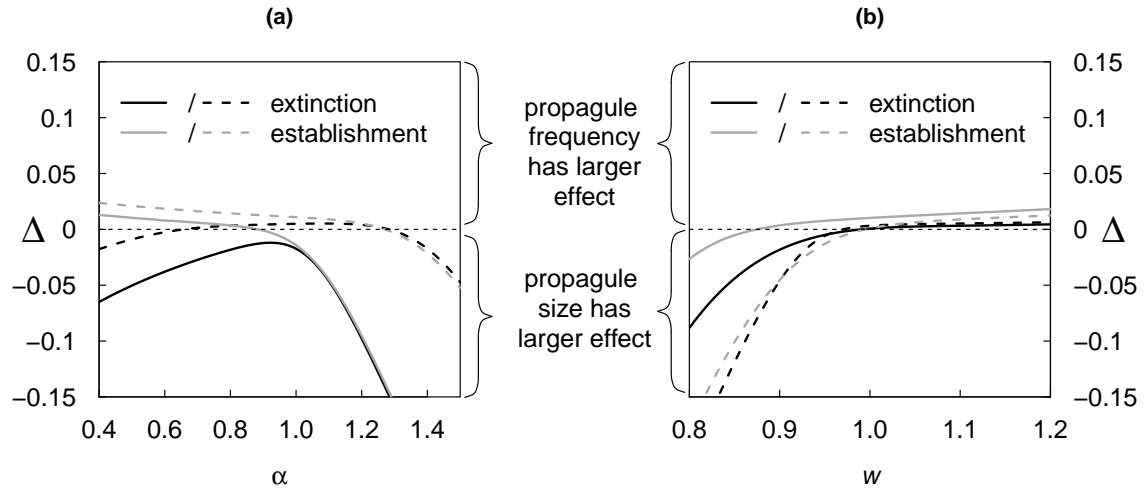 (a)
(b)
0.15
0.1
0.05
0
−0.05
−0.1
−0.15
Δ
/ extinction
/ establishment
0.4 0.6 0.8 1.0 1.2 1.4
α
propagule
frequency
has larger
effect
propagule
size has
larger effect
/ extinction
/ establishment
0.8 0.9 1.0 1.1 1.2
w
0.15
0.1
0.05
0
−0.05
−0.1
−0.15
Δ